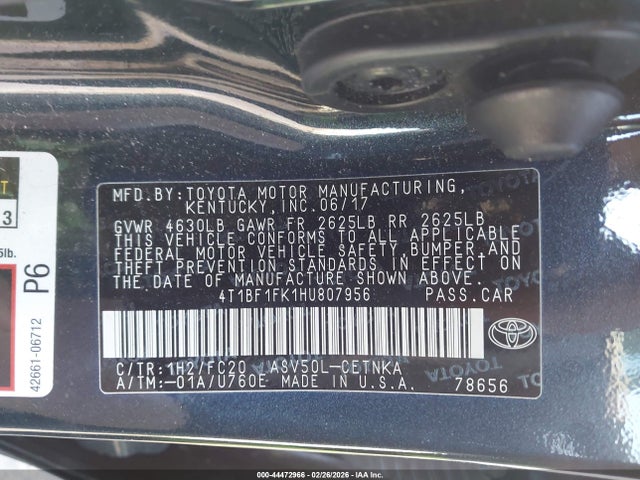 MFD.BY:TOYOTA MOTOR MANUFACTURING,
KENTUCKY,INC.06/17
GVWR 4630LB GAWR FR 2625LB RR 2625LB
THIS VEHICLE CONFORMS TO ALL APPLICABLE
FEDERAL MOTOR VEHICLE SAFETY, BUMPER AND
THEFT PREVENTION STANDARDS IN EFFECT ON
THE DATE OF MANUFACTURE SHOWN ABOVE.
4T1BF1FK1HU807956 PASS.CAR
C/TR:1H2/FC20 ASV50L-CETNKA
A/TM:-01A/U760E MADE IN U.S.A. 78656
TOYOTA
3
5lb.
P6
42661-06712
000-44472966 - 02/26/2026 - IAA Inc.